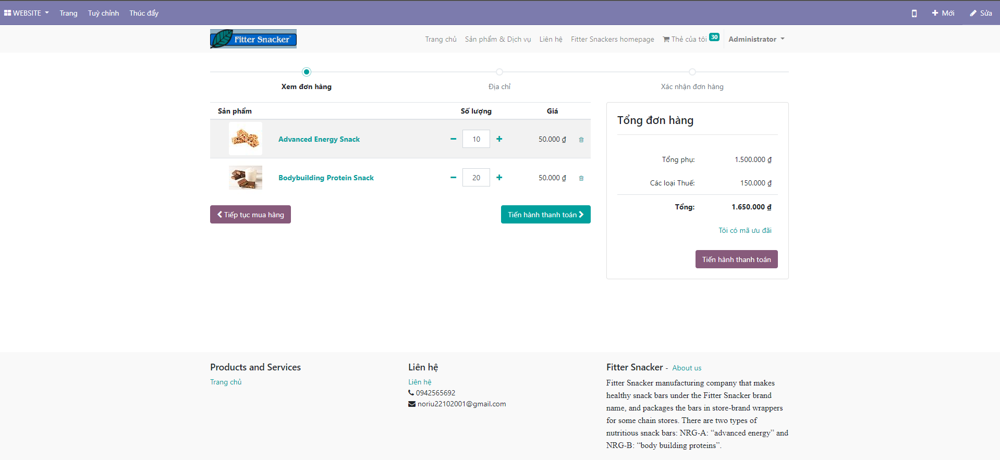 WEBSITE Trang Tuỳ chỉnh Thúc đẩy Mới Sửa
Fitter Snacker® Trang chủ Sản phẩm & Dịch vụ Liên hệ Fitter Snackers homepage Thẻ của tôi 30 Administrator
Xem đơn hàng Địa chỉ Xác nhận đơn hàng
Sản phẩm Số lượng Giá
Advanced Energy Snack 10 50.000 ₫
Bodybuilding Protein Snack 20 50.000 ₫
Tiếp tục mua hàng Tiến hành thanh toán
Tổng đơn hàng
Tổng phụ: 1.500.000 ₫
Các loại Thuế: 150.000 ₫
Tổng: 1.650.000 ₫
Tôi có mã ưu đãi
Tiến hành thanh toán
Products and Services
Trang chủ
Liên hệ
Liên hệ
0942565692
noriu22102001@gmail.com
Fitter Snacker - About us
Fitter Snacker manufacturing company that makes
healthy snack bars under the Fitter Snacker brand
name, and packages the bars in store-brand wrappers
for some chain stores. There are two types of
nutritious snack bars: NRG-A: “advanced energy” and
NRG-B: “body building proteins”.